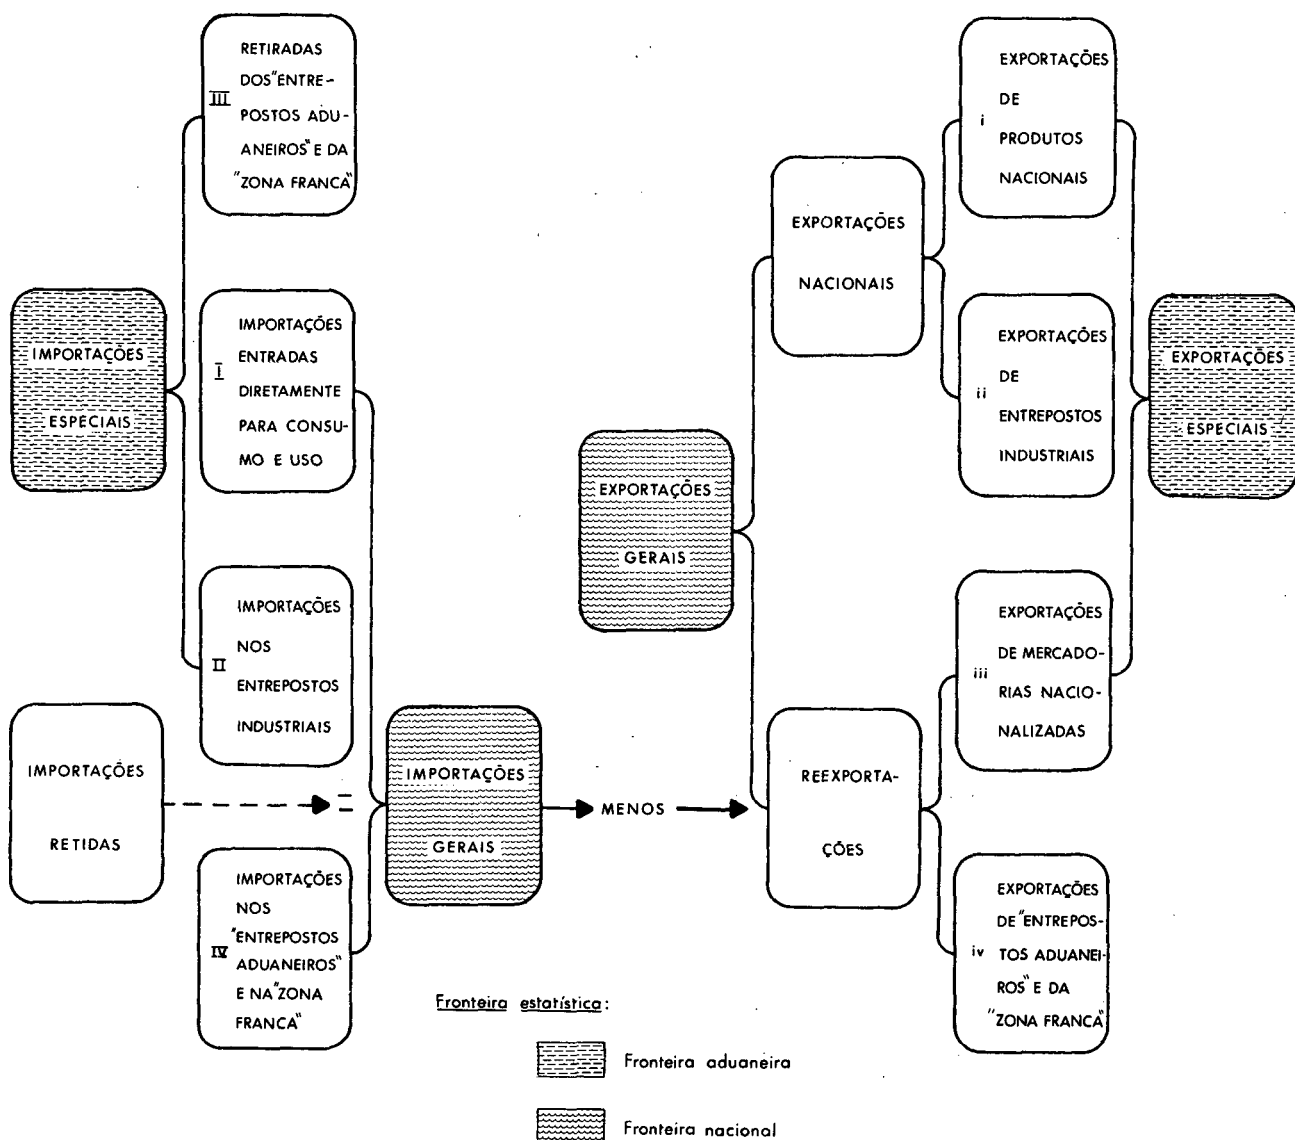 RETIRADAS
DOS "ENTRE-
III
POSTOS ADU-
ANEIROS" E DA
"ZONA FRANCA"
IMPORTAÇÕES
ESPECIAIS
IMPORTAÇÕES
ENTRADAS
I
DIRETAMENTE
PARA CONSU-
MO E USO
IMPORTAÇÕES
NOS
II
ENTREPOSTOS
INDUSTRIAIS
IMPORTAÇÕES
RETIDAS
=
IMPORTAÇÕES
GERAIS
IMPORTAÇÕES
NOS
"ENTREPOSTOS
IV
ADUANEIROS"
E NA "ZONA
FRANCA"
MENOS
EXPORTAÇÕES
GERAIS
EXPORTAÇÕES
NACIONAIS
REEXPORTA-
ÇÕES
EXPORTAÇÕES
DE
i
PRODUTOS
NACIONAIS
EXPORTAÇÕES
DE
ii
ENTREPOSTOS
INDUSTRIAIS
EXPORTAÇÕES
DE MERCADO-
iii
RIAS NACIO-
NALIZADAS
EXPORTAÇÕES
DE "ENTREPOS-
iv TOS ADUANEI-
ROS" E DA
"ZONA FRANCA"
EXPORTAÇÕES
ESPECIAIS
Fronteira estatística:
Fronteira aduaneira
Fronteira nacional